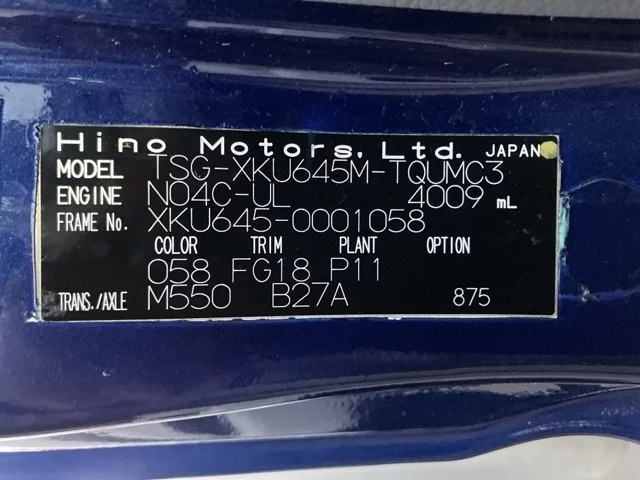 Hino Motors, Ltd. JAPAN
MODEL TSG-XKU645M-TQUMC3
ENGINE N04C-UL 4009 mL
FRAME No. XKU645-0001058
COLOR TRIM PLANT OPTION
058 FG18 P11
TRANS./AXLE M550 B27A 875